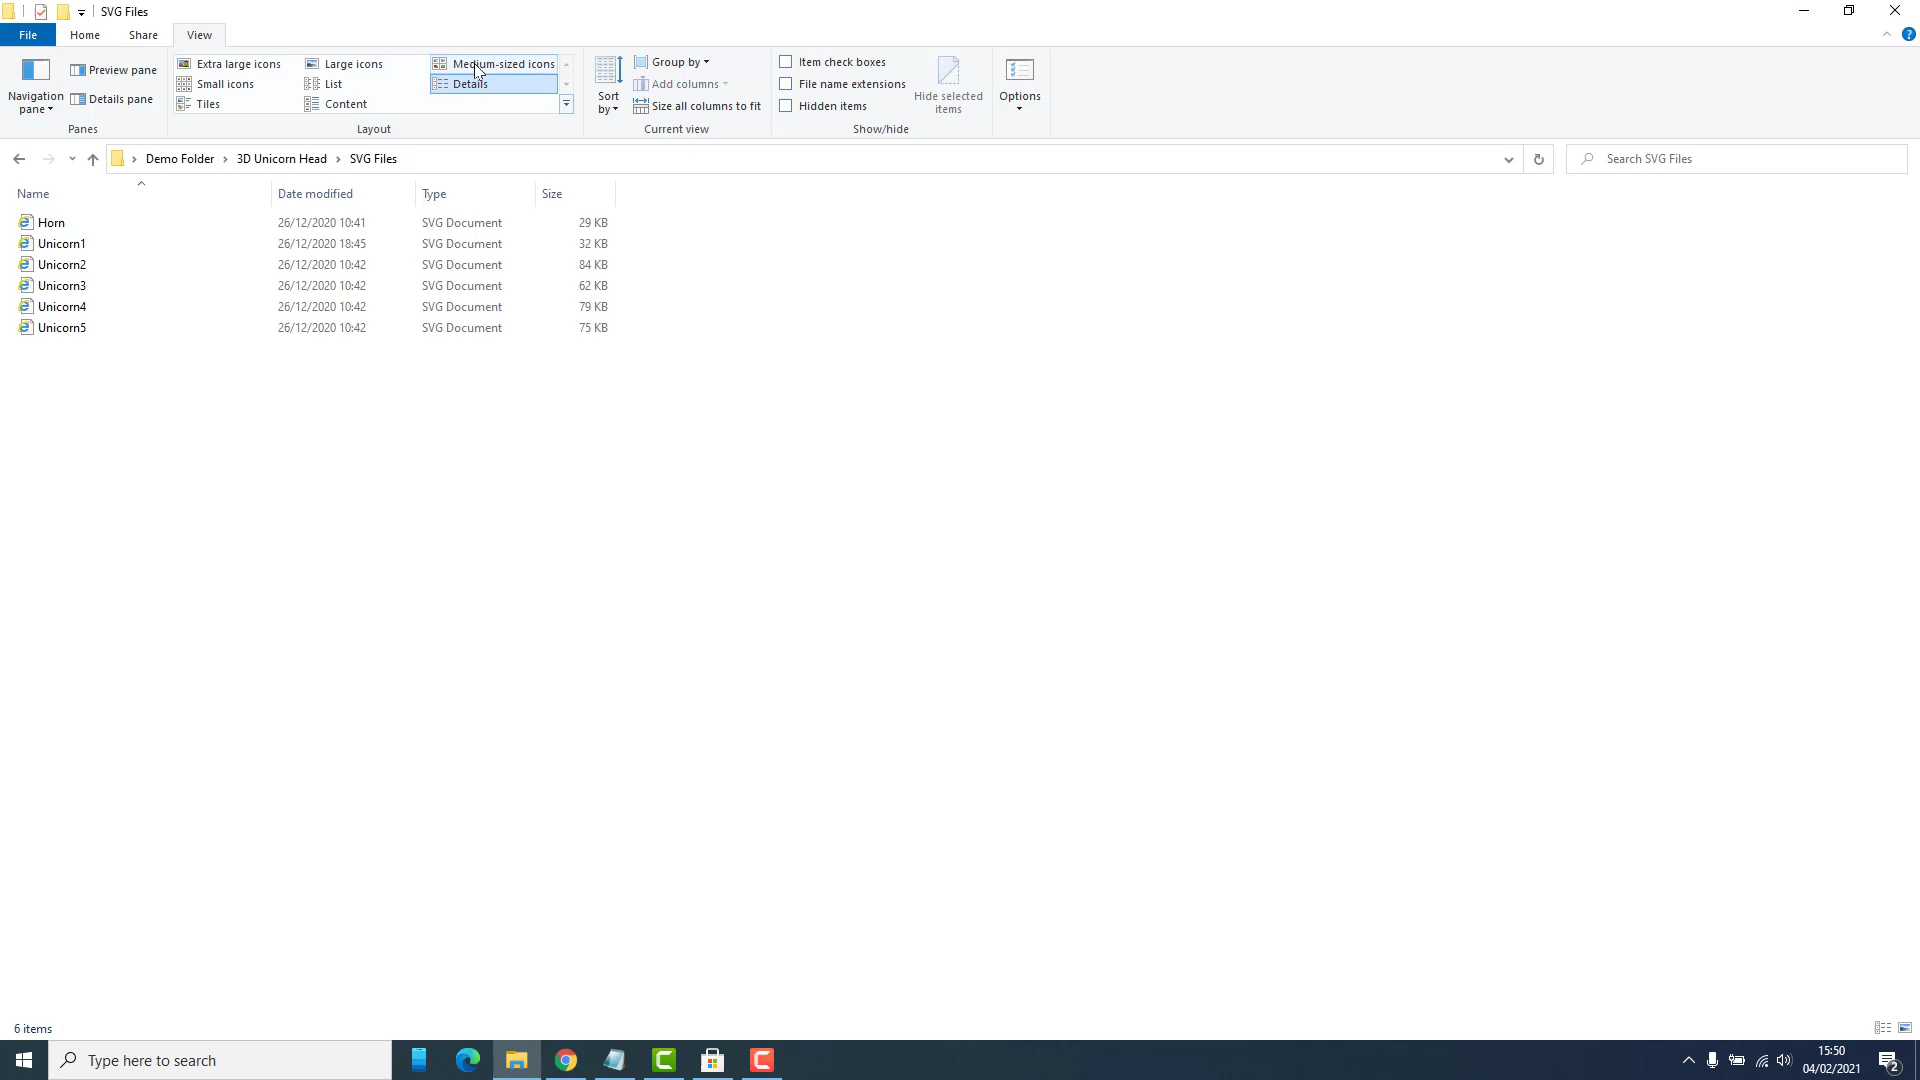 SVG Files
File Home Share View
Navigation pane
Preview pane
Details pane
Panes
Extra large icons Large icons Medium-sized icons
Small icons List Details
Tiles Content
Layout
Sort by
Group by
Add columns
Size all columns to fit
Current view
Item check boxes
File name extensions
Hidden items
Hide selected items
Show/hide
Options
Demo Folder 3D Unicorn Head SVG Files
Search SVG Files
Name Date modified Type Size
Horn 26/12/2020 10:41 SVG Document 29 KB
Unicorn1 26/12/2020 18:45 SVG Document 32 KB
Unicorn2 26/12/2020 10:42 SVG Document 84 KB
Unicorn3 26/12/2020 10:42 SVG Document 62 KB
Unicorn4 26/12/2020 10:42 SVG Document 79 KB
Unicorn5 26/12/2020 10:42 SVG Document 75 KB
6 items
Type here to search
15:50
04/02/2021
2